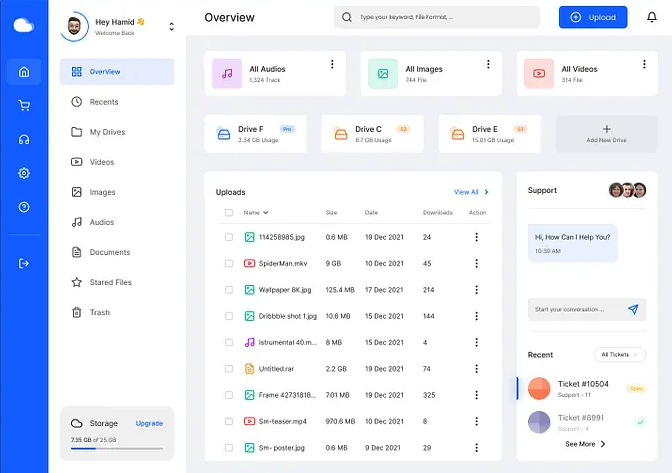 Hey Hamid 👋
Welcome Back
OverView
Recents
My Drives
Videos
Images
Audios
Documents
Stared Files
Trash
Storage Upgrade
7.35 GB of 25 GB
Overview
Type your keyword, File Format, ...
Upload
All Audios
1,324 Track
All Images
744 File
All Videos
314 File
Drive F Pro
2.34 GB Usage
Drive C
6.7 GB Usage
Drive E
15.01 GB Usage
Add New Drive
Uploads View All
Name Size Date Downloads Action
114258985.jpg 0.6 MB 19 Dec 2021 24
SpiderMan.mkv 9 GB 10 Dec 2021 45
Wallpaper 8K.jpg 125.4 MB 17 Dec 2021 214
Dribbble shot 1.jpg 10.6 MB 15 Dec 2021 144
Istrumental 40.m... 8 MB 15 Dec 2021 4
Untitled.rar 2.2 GB 19 Dec 2021 74
Frame 42731818... 7.01 MB 19 Dec 2021 325
Sm-teaser.mp4 970.6 MB 10 Dec 2021 8
Sm- poster.jpg 0.6 MB 9 Dec 2021 29
Support
Hi, How Can I Help You?
10:30 AM
Start your conversation ...
Recent All Tickets
Ticket #10504 Open
Support - 11
Ticket #8991
Support - 4
See More